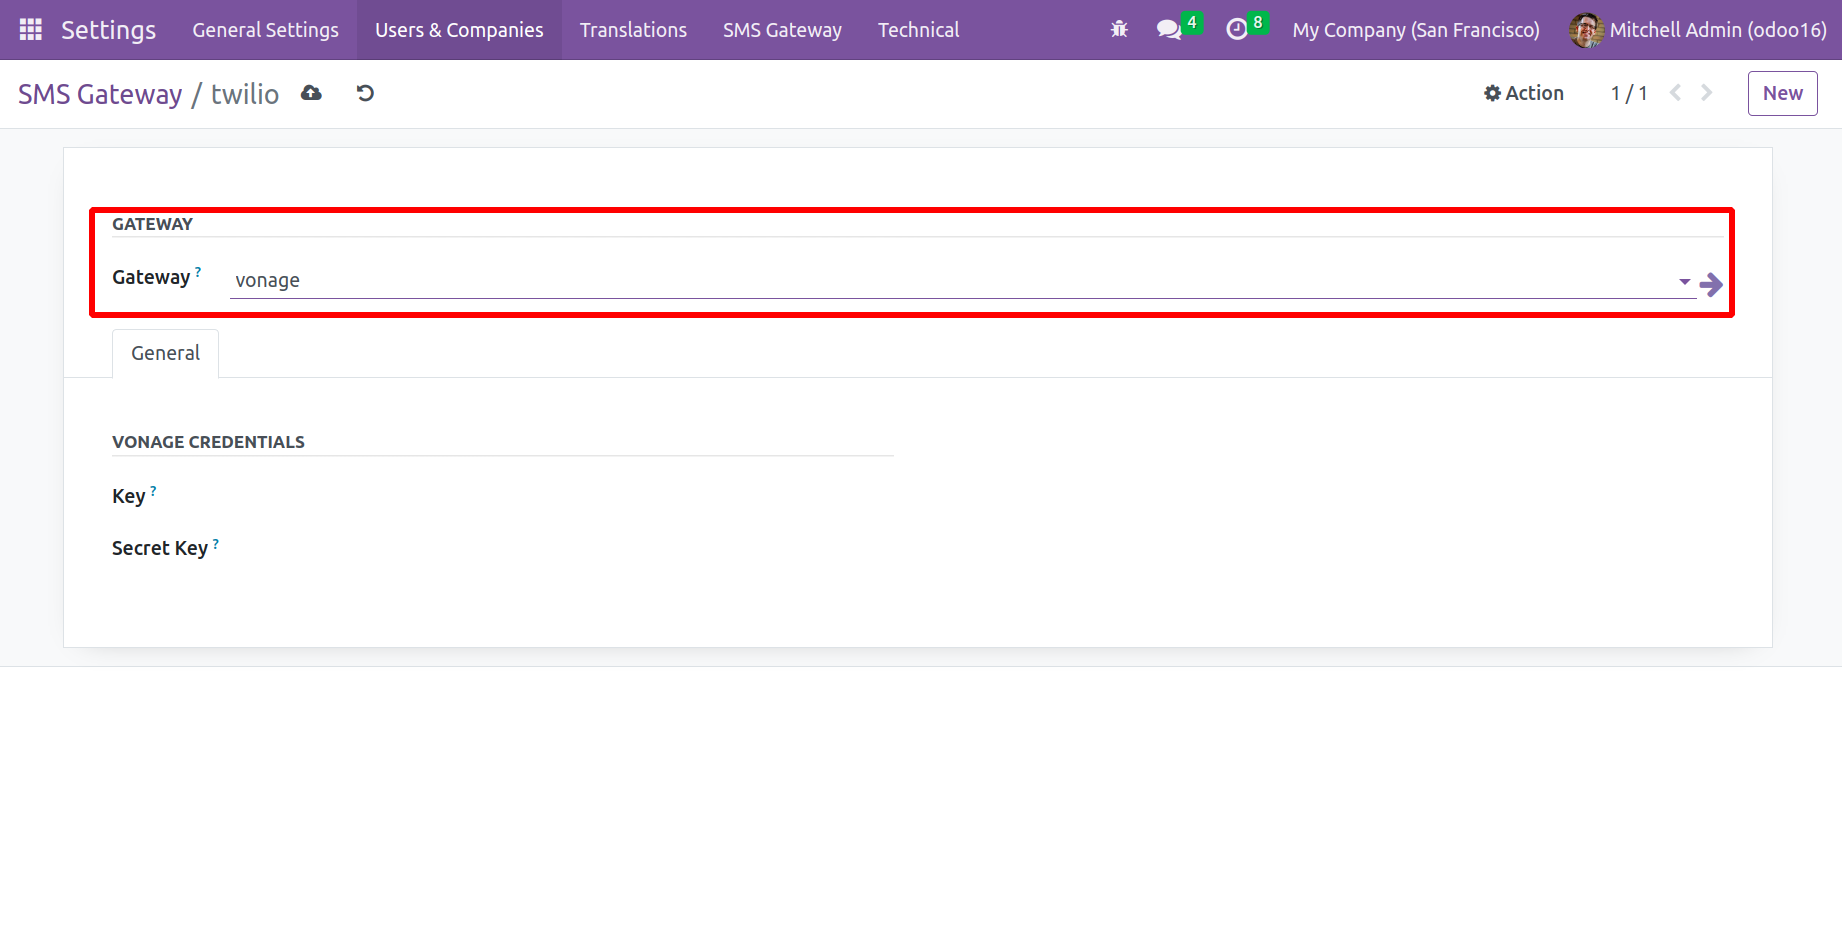 Settings General Settings Users & Companies Translations SMS Gateway Technical 4 8 My Company (San Francisco) Mitchell Admin (odoo16)
SMS Gateway / twilio Action 1 / 1 New
GATEWAY
Gateway ? vonage
General
VONAGE CREDENTIALS
Key ?
Secret Key ?